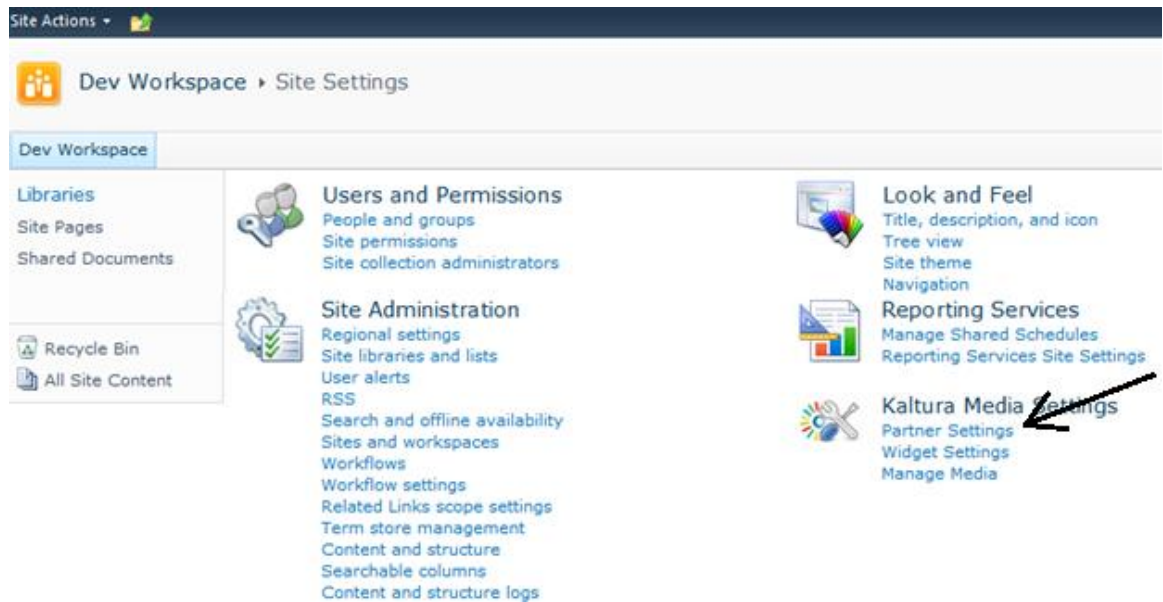 Site Actions
Dev Workspace ▸ Site Settings
Dev Workspace
Libraries
Site Pages
Shared Documents
Recycle Bin
All Site Content
Users and Permissions
People and groups
Site permissions
Site collection administrators
Site Administration
Regional settings
Site libraries and lists
User alerts
RSS
Search and offline availability
Sites and workspaces
Workflows
Workflow settings
Related Links scope settings
Term store management
Content and structure
Searchable columns
Content and structure logs
Look and Feel
Title, description, and icon
Tree view
Site theme
Navigation
Reporting Services
Manage Shared Schedules
Reporting Services Site Settings
Kaltura Media Settings
Partner Settings
Widget Settings
Manage Media